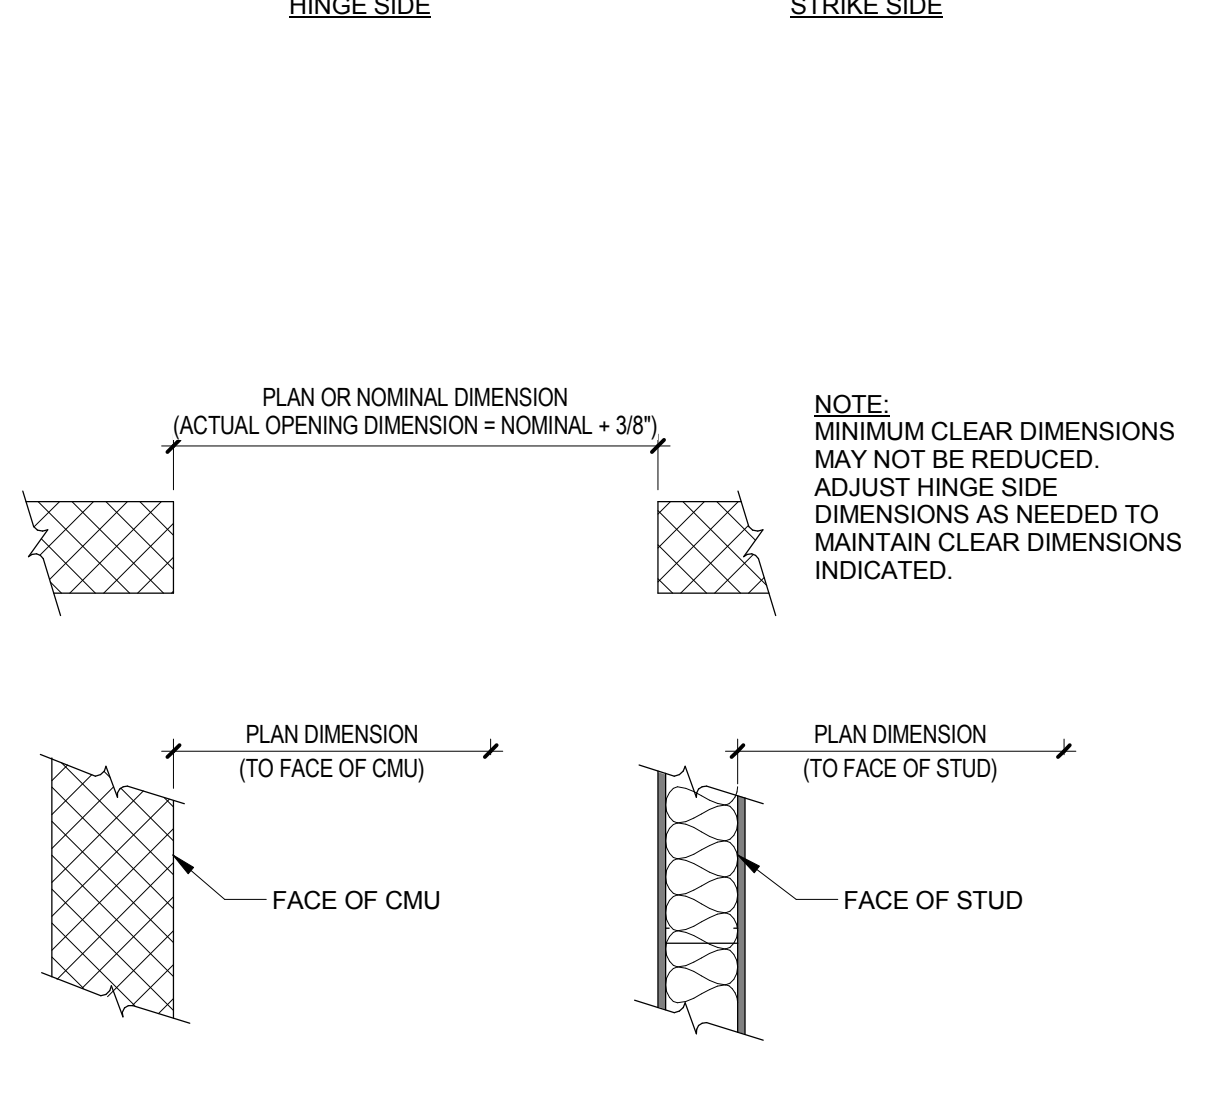 HINGE SIDE
STRIKE SIDE
PLAN OR NOMINAL DIMENSION
(ACTUAL OPENING DIMENSION = NOMINAL + 3/8")
NOTE:
MINIMUM CLEAR DIMENSIONS
MAY NOT BE REDUCED.
ADJUST HINGE SIDE
DIMENSIONS AS NEEDED TO
MAINTAIN CLEAR DIMENSIONS
INDICATED.
PLAN DIMENSION
(TO FACE OF CMU)
FACE OF CMU
PLAN DIMENSION
(TO FACE OF STUD)
FACE OF STUD